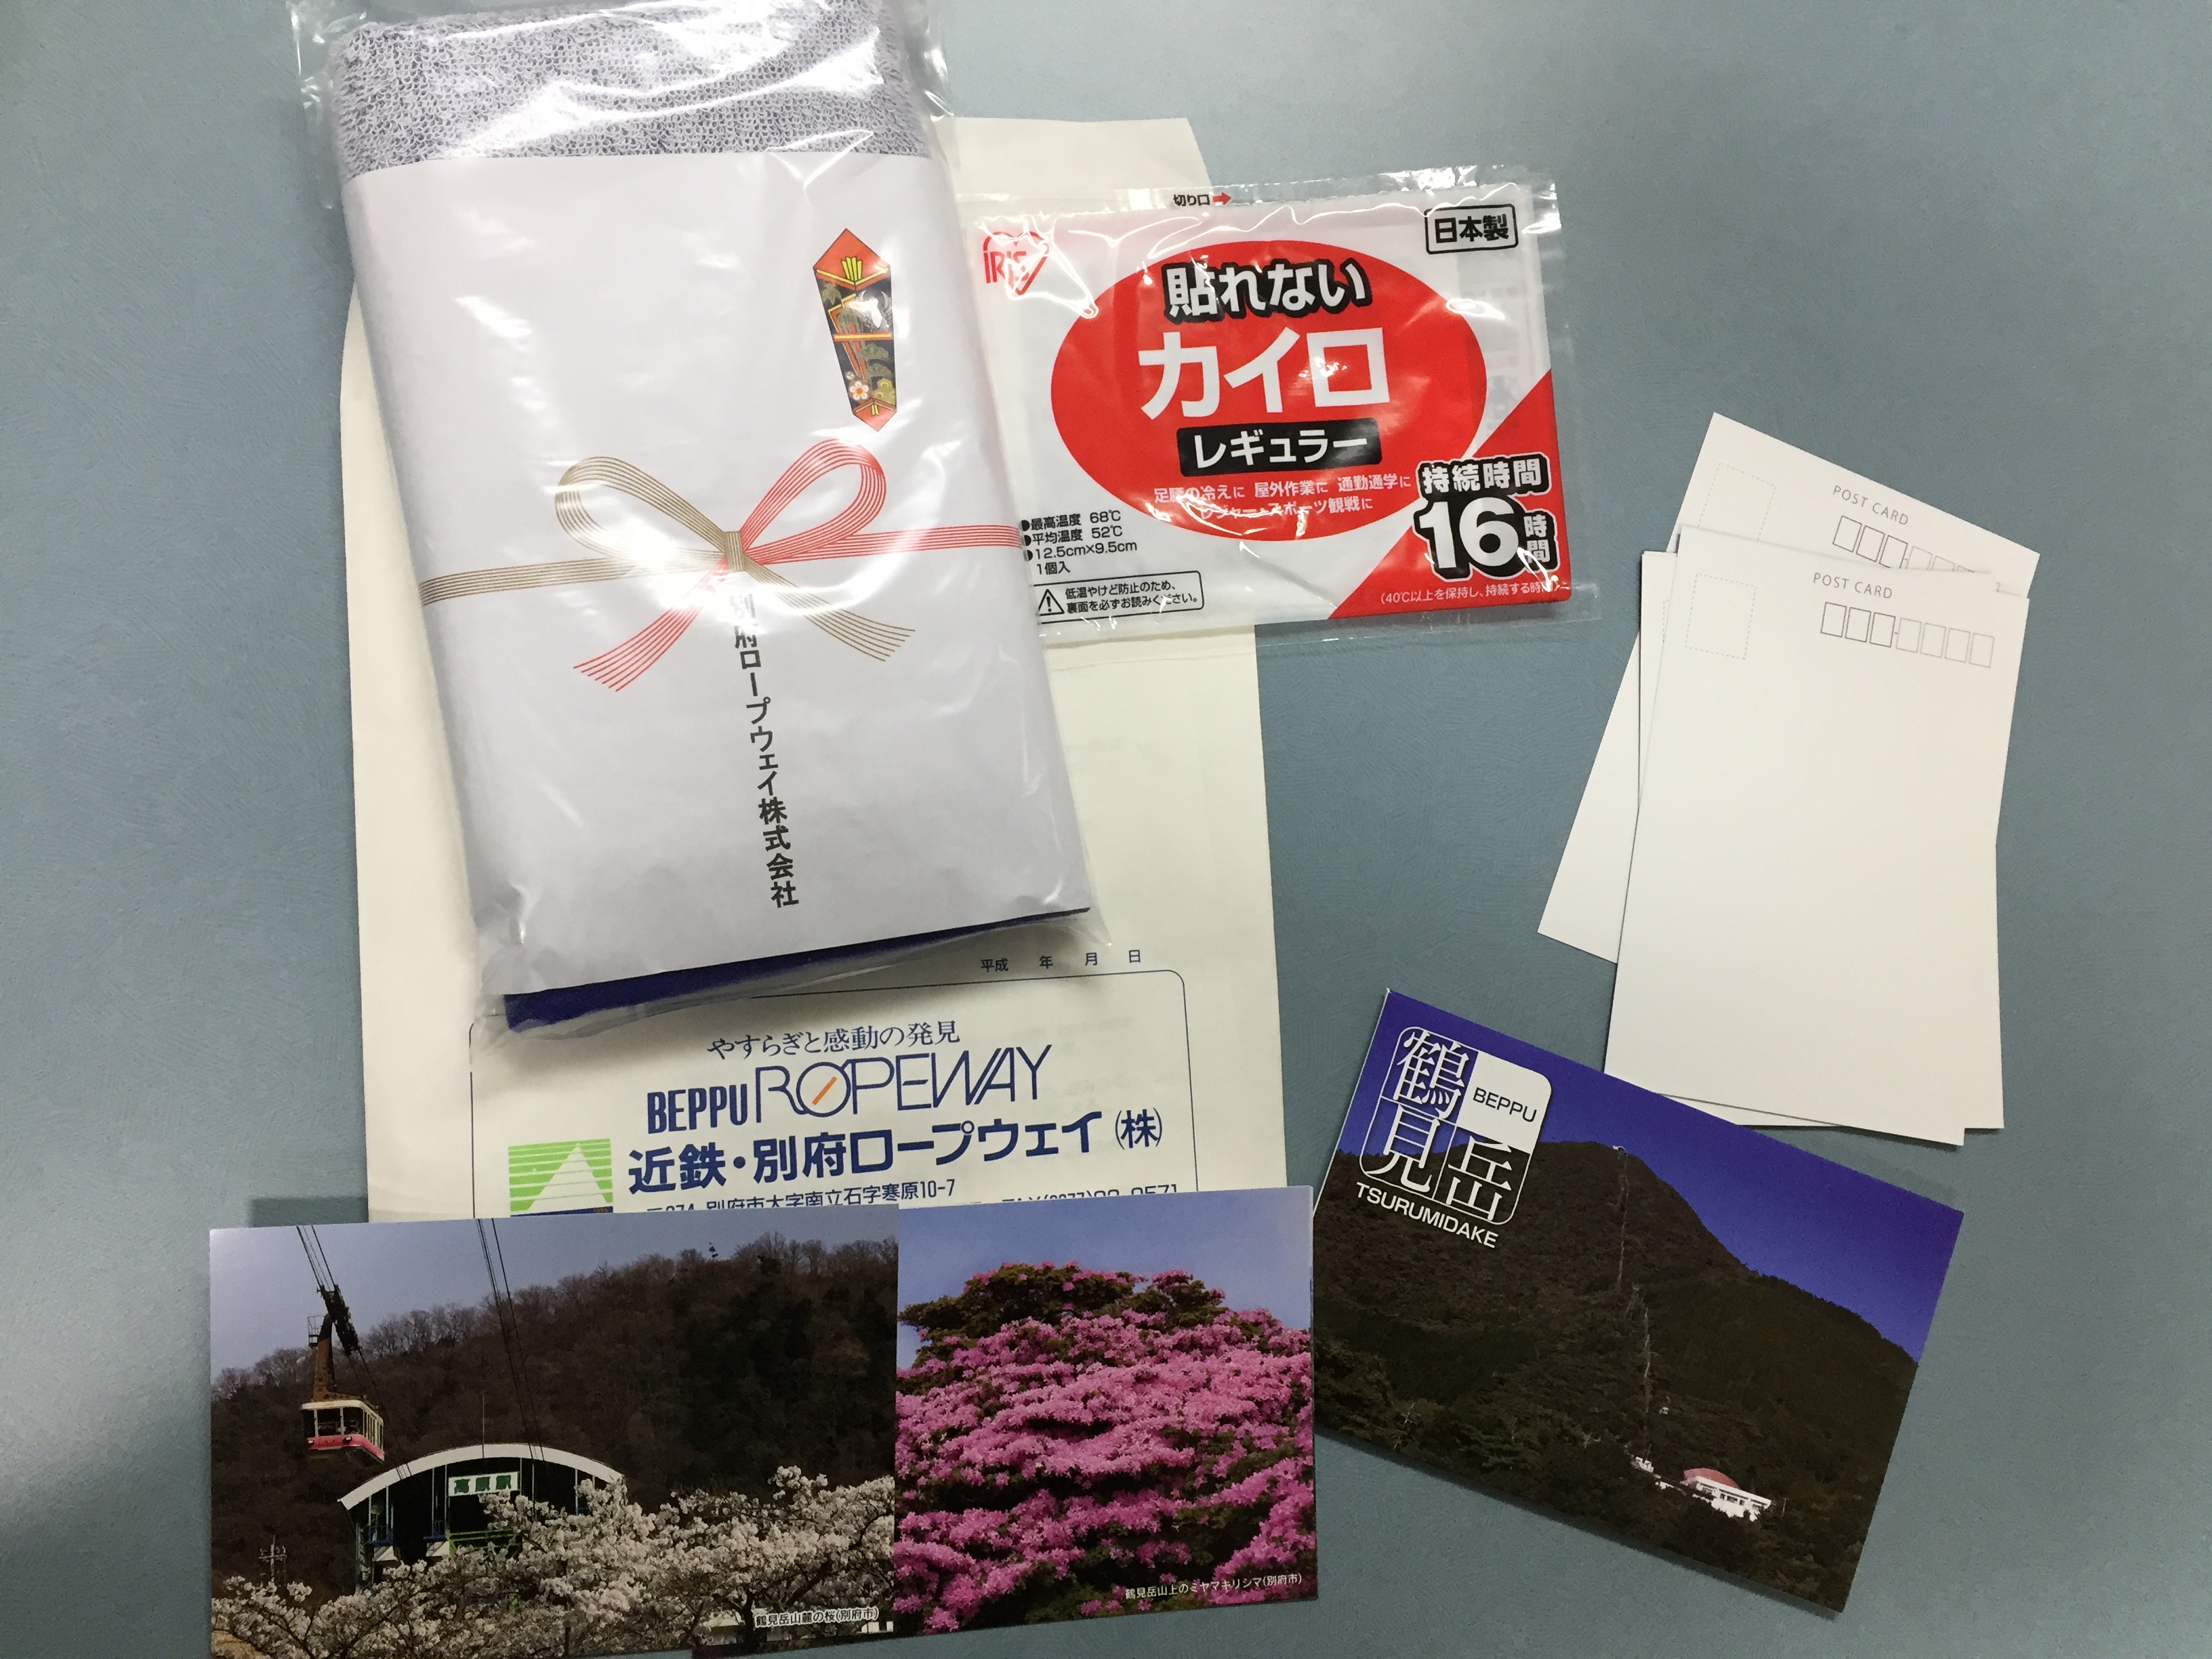 別府ロープウェイ株式会社
切り口
IRIS
日本製
貼れない
カイロ
レギュラー
足腰の冷えに 屋外作業に 通勤通学に
レジャー・スポーツ観戦に
持続時間
16時間
●最高温度 68℃
●平均温度 52℃
●12.5cm×9.5cm
1個入
低温やけど防止のため、
裏面を必ずお読みください。
POST CARD
POST CARD
平成 年 月 日
やすらぎと感動の発見
BEPPU ROPEWAY
近鉄・別府ロープウェイ(株)
別府市大字南立石字寒原10-7
鶴見岳
BEPPU
TSURUMIDAKE
高原駅
鶴見岳山麓の桜(別府市)
鶴見岳山上のミヤマキリシマ(別府市)